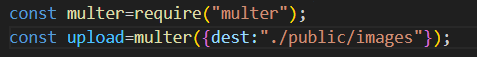 const multer=require("multer");
const upload=multer({dest:"./public/images"});